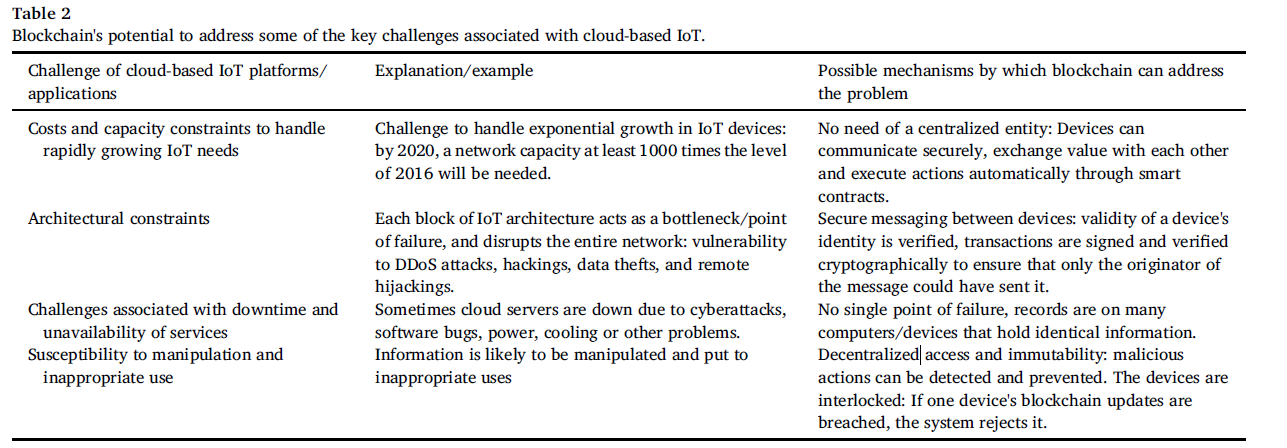 Table 2
Blockchain's potential to address some of the key challenges associated with cloud-based IoT.
Challenge of cloud-based IoT platforms/
applications
Explanation/example
Possible mechanisms by which blockchain can address
the problem
Costs and capacity constraints to handle
rapidly growing IoT needs
Challenge to handle exponential growth in IoT devices:
by 2020, a network capacity at least 1000 times the level
of 2016 will be needed.
No need of a centralized entity: Devices can
communicate securely, exchange value with each other
and execute actions automatically through smart
contracts.
Architectural constraints
Each block of IoT architecture acts as a bottleneck/point
of failure, and disrupts the entire network: vulnerability
to DDoS attacks, hackings, data thefts, and remote
hijackings.
Secure messaging between devices: validity of a device's
identity is verified, transactions are signed and verified
cryptographically to ensure that only the originator of
the message could have sent it.
Challenges associated with downtime and
unavailability of services
Sometimes cloud servers are down due to cyberattacks,
software bugs, power, cooling or other problems.
No single point of failure, records are on many
computers/devices that hold identical information.
Susceptibility to manipulation and
inappropriate use
Information is likely to be manipulated and put to
inappropriate uses
Decentralized access and immutability: malicious
actions can be detected and prevented. The devices are
interlocked: If one device's blockchain updates are
breached, the system rejects it.